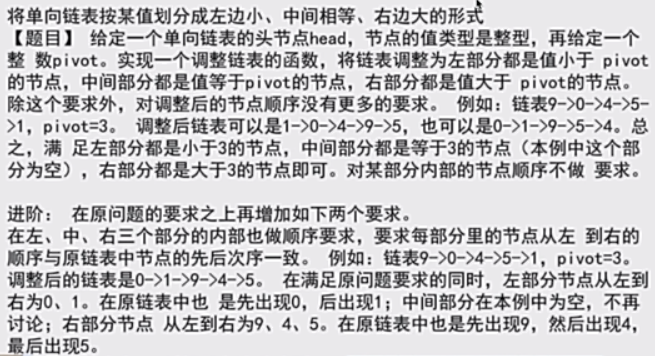 将单向链表按某值划分成左边小、中间相等、右边大的形式
【题目】 给定一个单向链表的头节点head，节点的值类型是整型，再给定一个
整 数pivot。实现一个调整链表的函数，将链表调整为左部分都是值小于 pivot
的节点，中间部分都是值等于pivot的节点，右部分都是值大于 pivot的节点。
除这个要求外，对调整后的节点顺序没有更多的要求。 例如：链表9->0->4->5-
>1，pivot=3。 调整后链表可以是1->0->4->9->5，也可以是0->1->9->5->4。总
之，满 足左部分都是小于3的节点，中间部分都是等于3的节点（本例中这个部
分为空），右部分都是大于3的节点即可。对某部分内部的节点顺序不做 要求。
进阶： 在原问题的要求之上再增加如下两个要求。
在左、中、右三个部分的内部也做顺序要求，要求每部分里的节点从左 到右的
顺序与原链表中节点的先后次序一致。 例如：链表9->0->4->5->1，pivot=3。
调整后的链表是0->1->9->4->5。 在满足原问题要求的同时，左部分节点从左到
右为0、1。在原链表中也 是先出现0，后出现1；中间部分在本例中为空，不再
讨论；右部分节点 从左到右为9、4、5。在原链表中也是先出现9，然后出现4，
最后出现5。